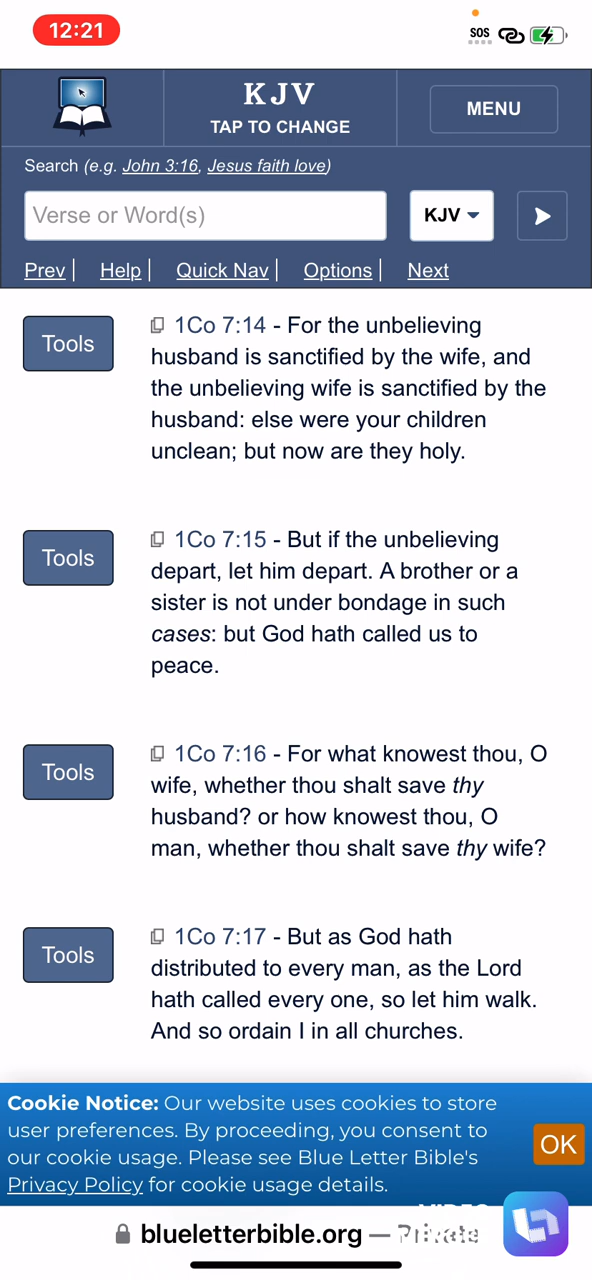 12:21
SOS
KJV
TAP TO CHANGE
MENU
Search (e.g. John 3:16, Jesus faith love)
Verse or Word(s)
KJV
Prev | Help | Quick Nav | Options | Next
Tools
1Co 7:14 - For the unbelieving
husband is sanctified by the wife, and
the unbelieving wife is sanctified by the
husband: else were your children
unclean; but now are they holy.
Tools
1Co 7:15 - But if the unbelieving
depart, let him depart. A brother or a
sister is not under bondage in such
cases: but God hath called us to
peace.
Tools
1Co 7:16 - For what knowest thou, O
wife, whether thou shalt save thy
husband? or how knowest thou, O
man, whether thou shalt save thy wife?
Tools
1Co 7:17 - But as God hath
distributed to every man, as the Lord
hath called every one, so let him walk.
And so ordain I in all churches.
Cookie Notice: Our website uses cookies to store
user preferences. By proceeding, you consent to
our cookie usage. Please see Blue Letter Bible's
Privacy Policy for cookie usage details.
OK
blueletterbible.org —